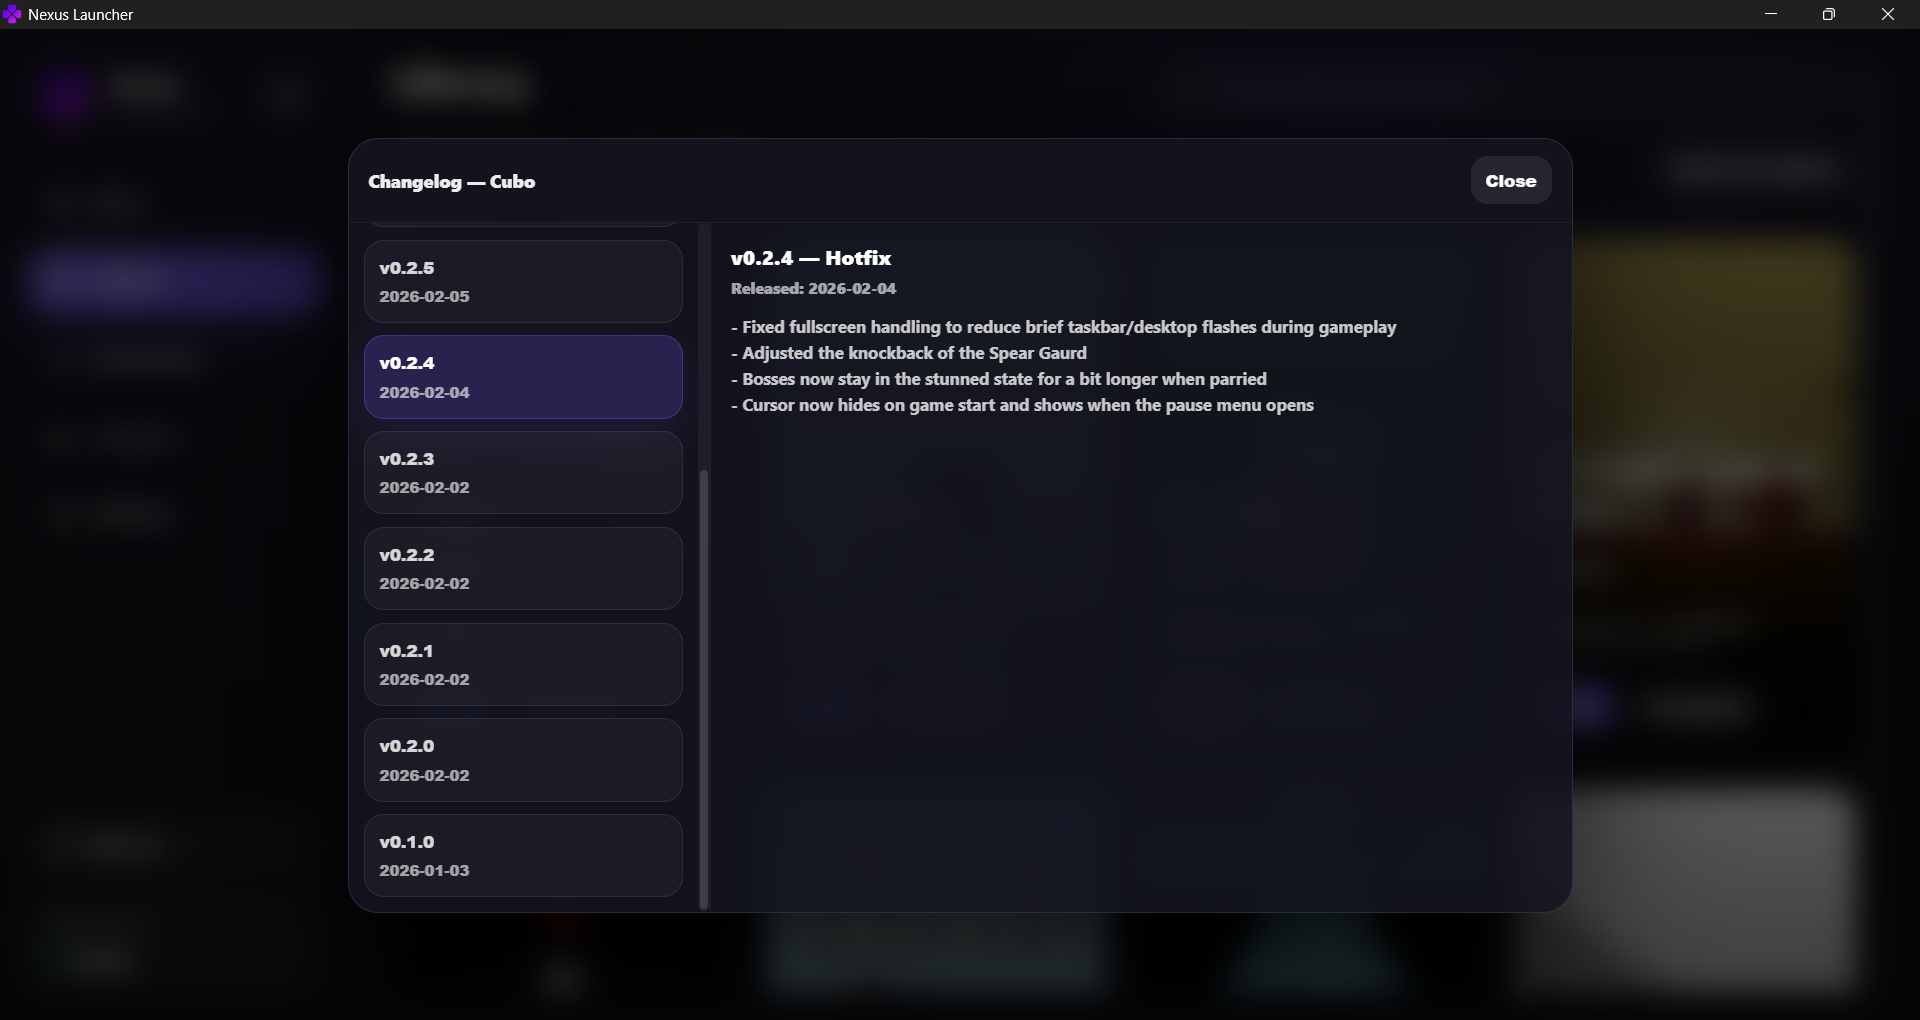 Nexus Launcher
Changelog — Cubo
Close
v0.2.5
2026-02-05
v0.2.4
2026-02-04
v0.2.3
2026-02-02
v0.2.2
2026-02-02
v0.2.1
2026-02-02
v0.2.0
2026-02-02
v0.1.0
2026-01-03
v0.2.4 — Hotfix
Released: 2026-02-04
- Fixed fullscreen handling to reduce brief taskbar/desktop flashes during gameplay
- Adjusted the knockback of the Spear Gaurd
- Bosses now stay in the stunned state for a bit longer when parried
- Cursor now hides on game start and shows when the pause menu opens